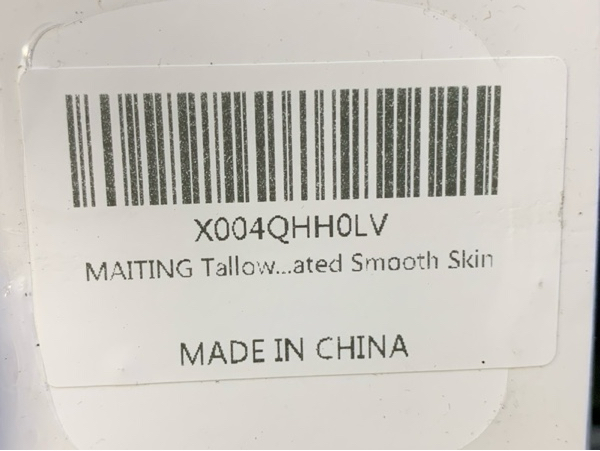 X004QHH0LV
MAITING Tallow...ated Smooth Skin
MADE IN CHINA